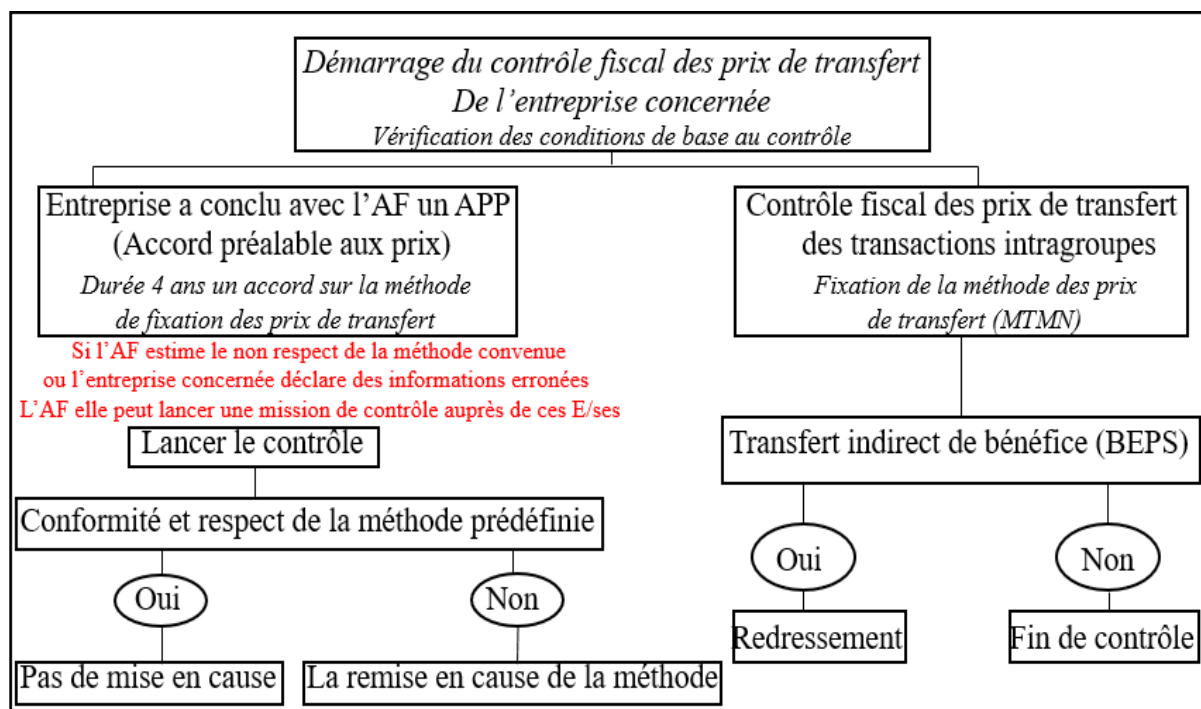 Démarrage du contrôle fiscal des prix de transfert
De l'entreprise concernée
Vérification des conditions de base au contrôle
Entreprise a conclu avec l'AF un APP
(Accord préalable aux prix)
Durée 4 ans un accord sur la méthode
de fixation des prix de transfert
Si l'AF estime le non respect de la méthode convenue
ou l'entreprise concernée déclare des informations erronées
L'AF elle peut lancer une mission de contrôle auprès de ces E/ses
Lancer le contrôle
Conformité et respect de la méthode prédéfinie
Oui
Non
Pas de mise en cause
La remise en cause de la méthode
Contrôle fiscal des prix de transfert
des transactions intragroupes
Fixation de la méthode des prix
de transfert (MTMN)
Transfert indirect de bénéfice (BEPS)
Oui
Non
Redressement
Fin de contrôle